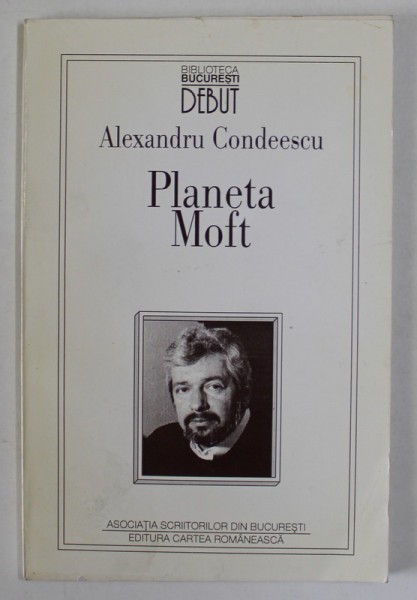 BIBLIOTECA
BUCUREȘTI
DEBUT
Alexandru Condeescu
Planeta
Moft
ASOCIAȚIA SCRIITORILOR DIN BUCUREȘTI
EDITURA CARTEA ROMÂNEASCĂ